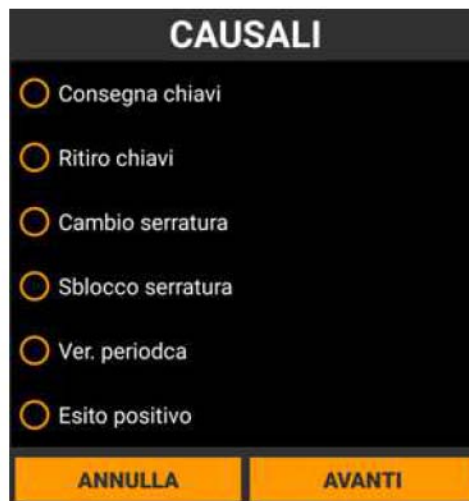 CAUSALI
Consegna chiavi
Ritiro chiavi
Cambio serratura
Sblocco serratura
Ver. periodca
Esito positivo
ANNULLA AVANTI